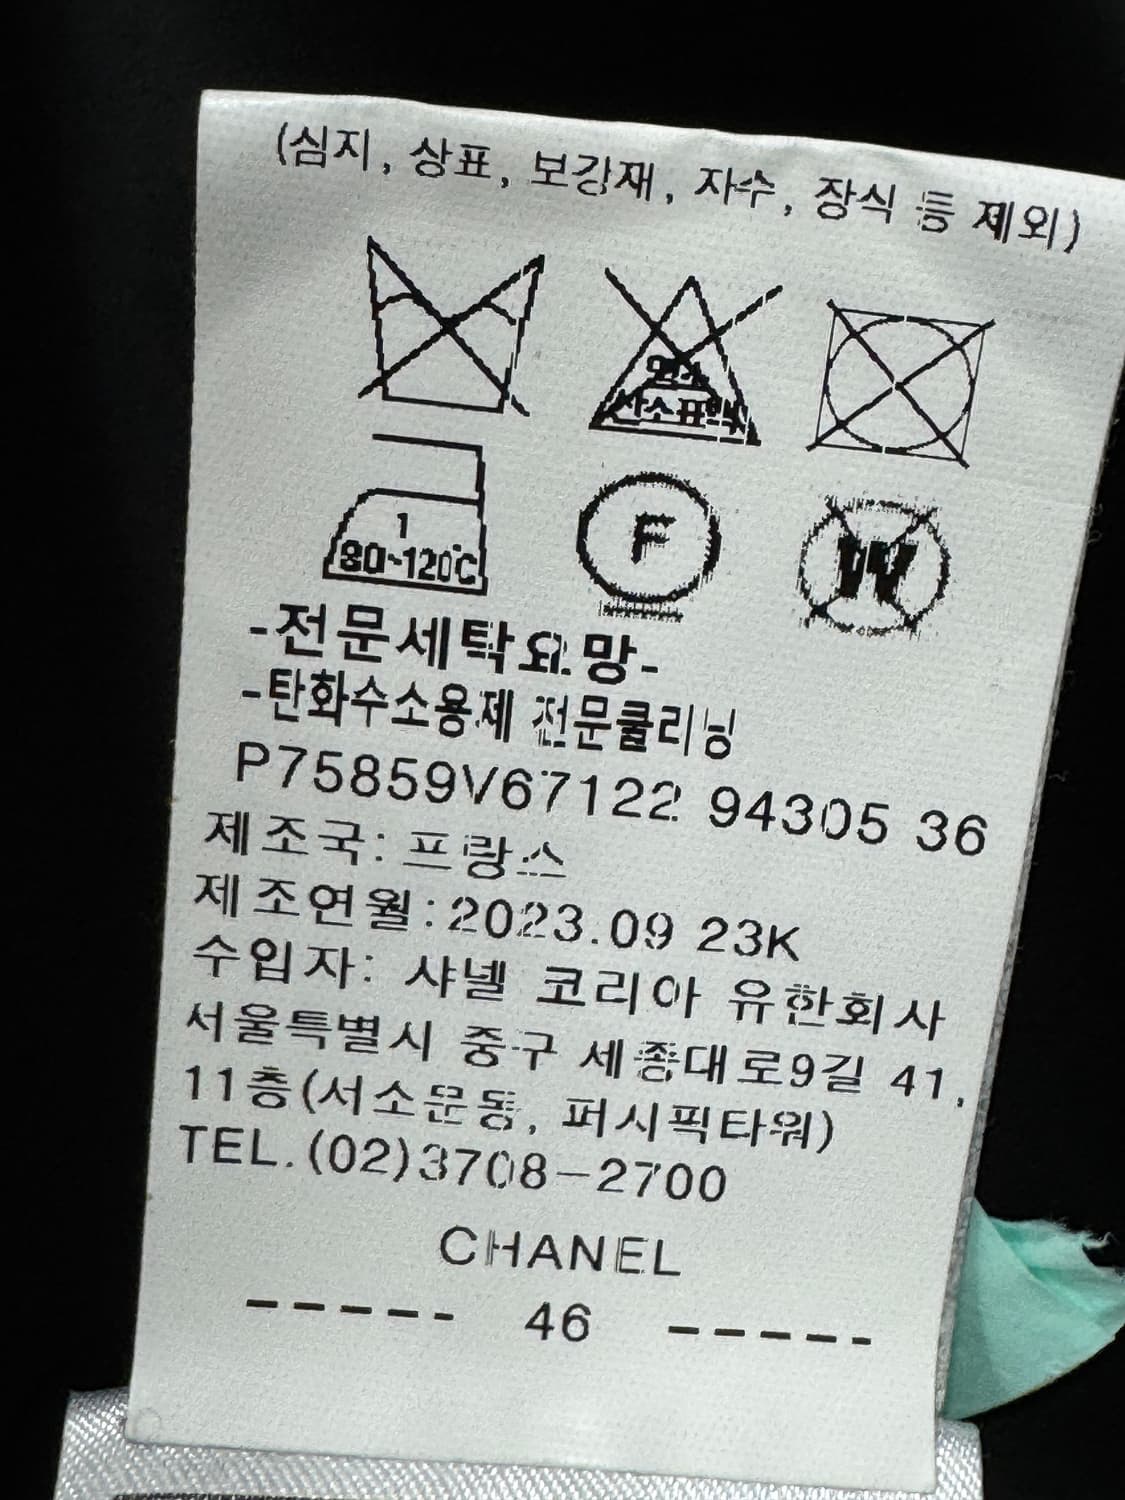 (심지, 상표, 보강재, 자수, 장식 등 제외)
염소
산소표백
1
80~120℃
F
W
-전문세탁요망-
-탄화수소용제 전문클리닝
P75859V67122 94305 36
제조국: 프랑스
제조연월:2023.09 23K
수입자: 샤넬 코리아 유한회사
서울특별시 중구 세종대로9길 41,
11층(서소문동, 퍼시픽타워)
TEL.(02)3708-2700
CHANEL
----- 46 -----